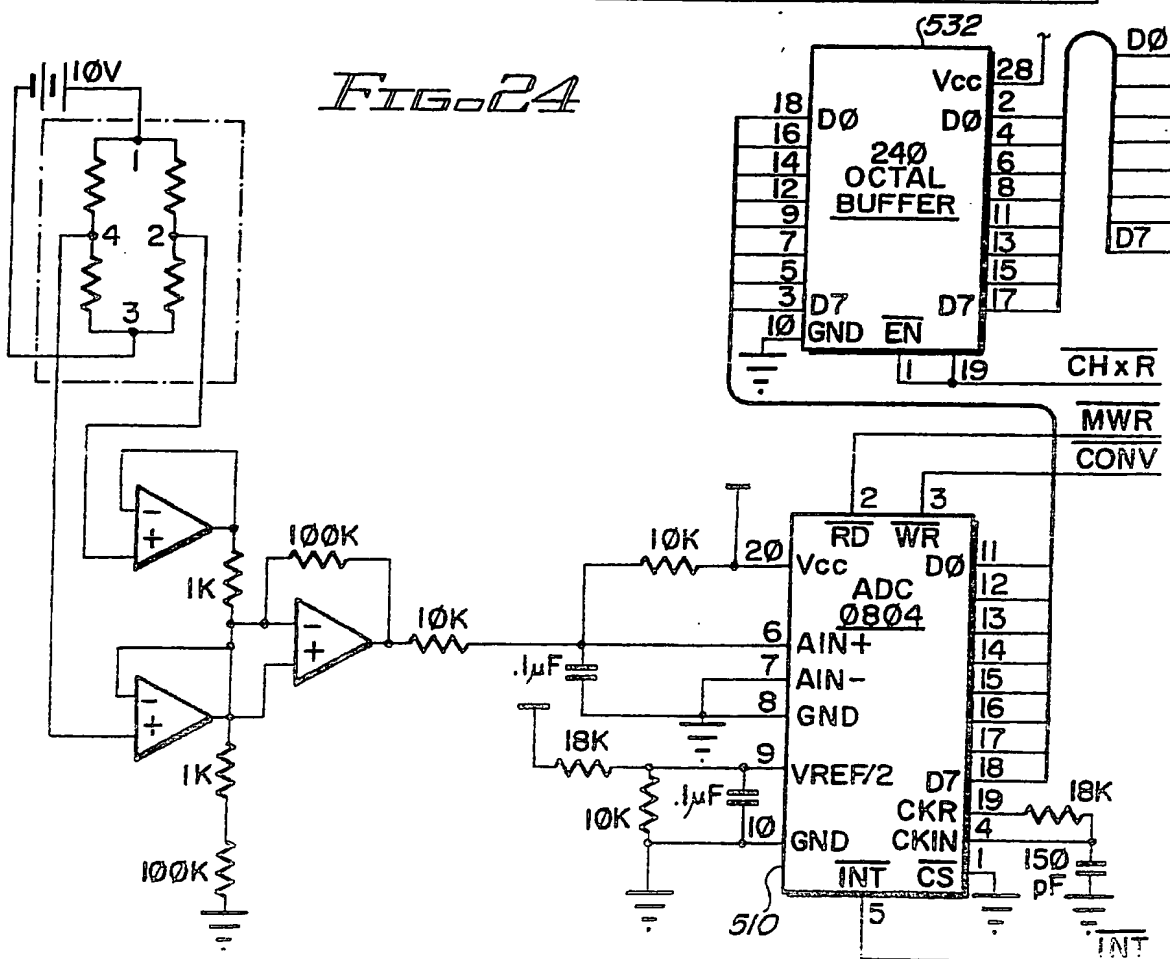 FIG. 24
532
10V
1
4
2
3
18
16
14
12
9
7
5
3
10
Vcc
D0
D0
240
OCTAL
BUFFER
D7
D7
GND
EN
28
2
4
6
8
11
13
15
17
1
19
D0
D7
CHxR
MWR
CONV
-
+
1K
100K
-
+
-
+
1K
100K
10K
10K
.1µF
18K
10K
.1µF
20
6
7
8
9
10
2
3
RD
WR
Vcc
D0
ADC
0804
AIN+
AIN-
GND
VREF/2
D7
CKR
GND
CKIN
INT
CS
11
12
13
14
15
16
17
18
19
4
1
18K
150
pF
510
5
INT